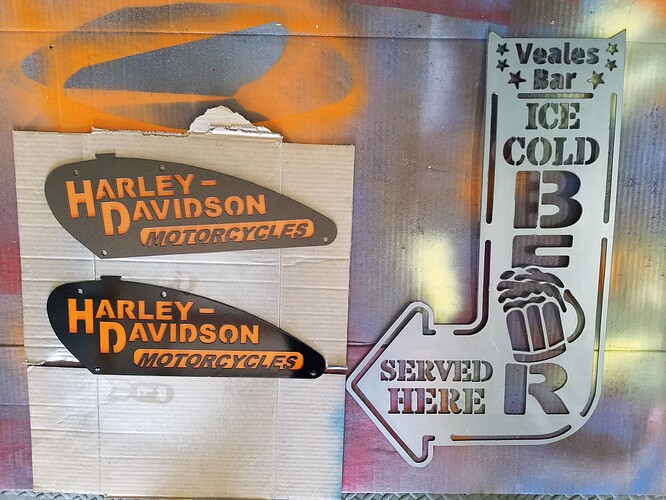 HARLEY-
DAVIDSON
MOTORCYCLES
HARLEY-
DAVIDSON
MOTORCYCLES
Veales
Bar
ICE
COLD
BEER
SERVED
HERE